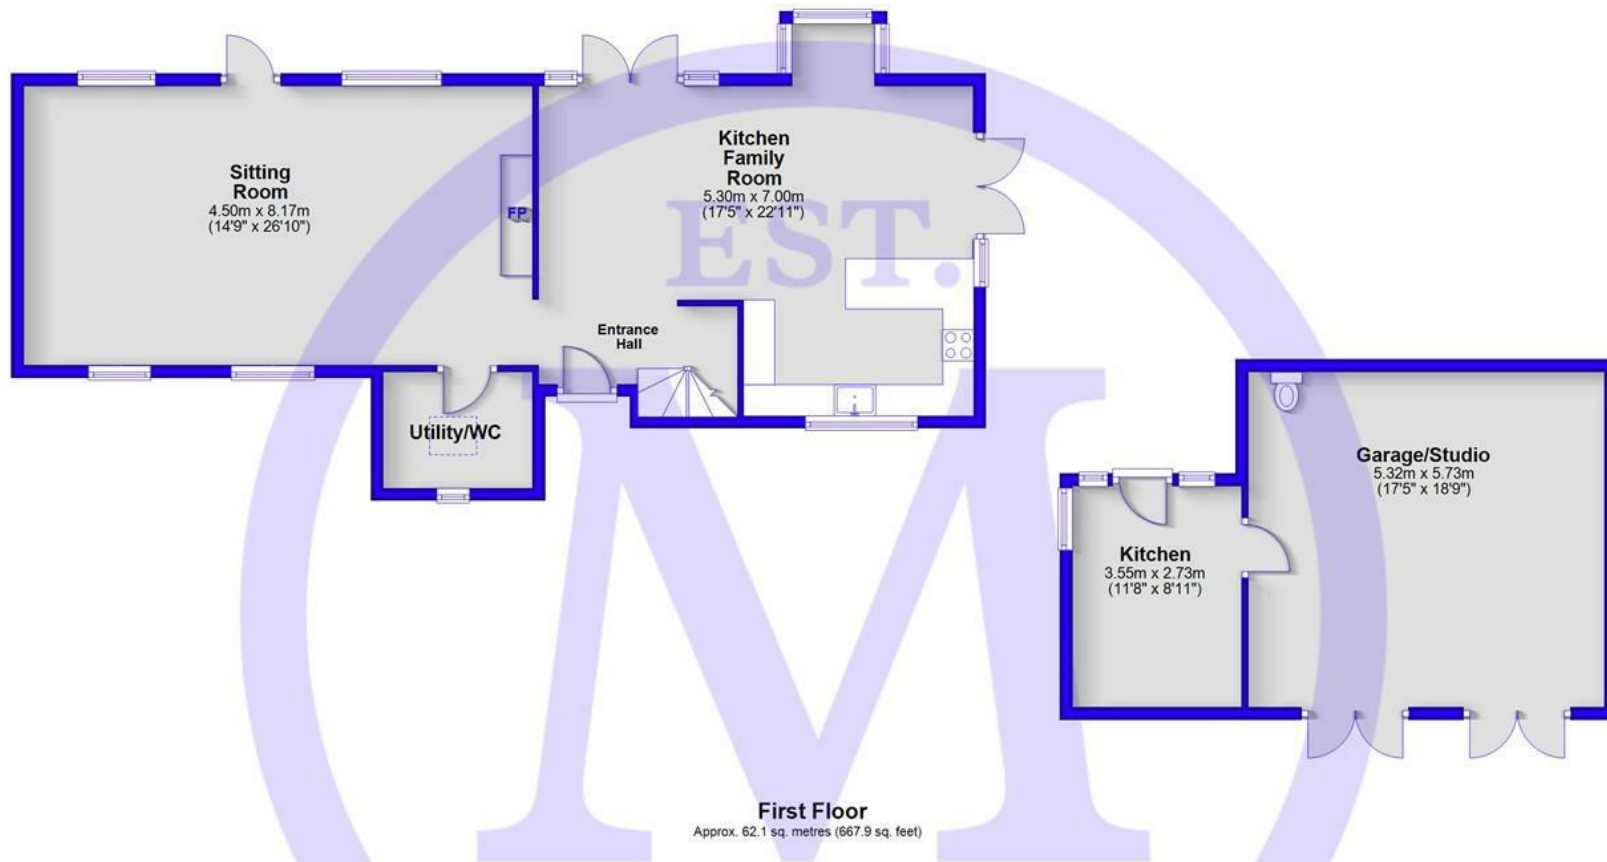 Sitting
Room
4.50m x 8.17m
(14'9" x 26'10")
FP
Kitchen
Family
Room
5.30m x 7.00m
(17'5" x 22'11")
EST.
Entrance
Hall
Utility/WC
Garage/Studio
5.32m x 5.73m
(17'5" x 18'9")
Kitchen
3.55m x 2.73m
(11'8" x 8'11")
M
First Floor
Approx. 62.1 sq. metres (667.9 sq. feet)